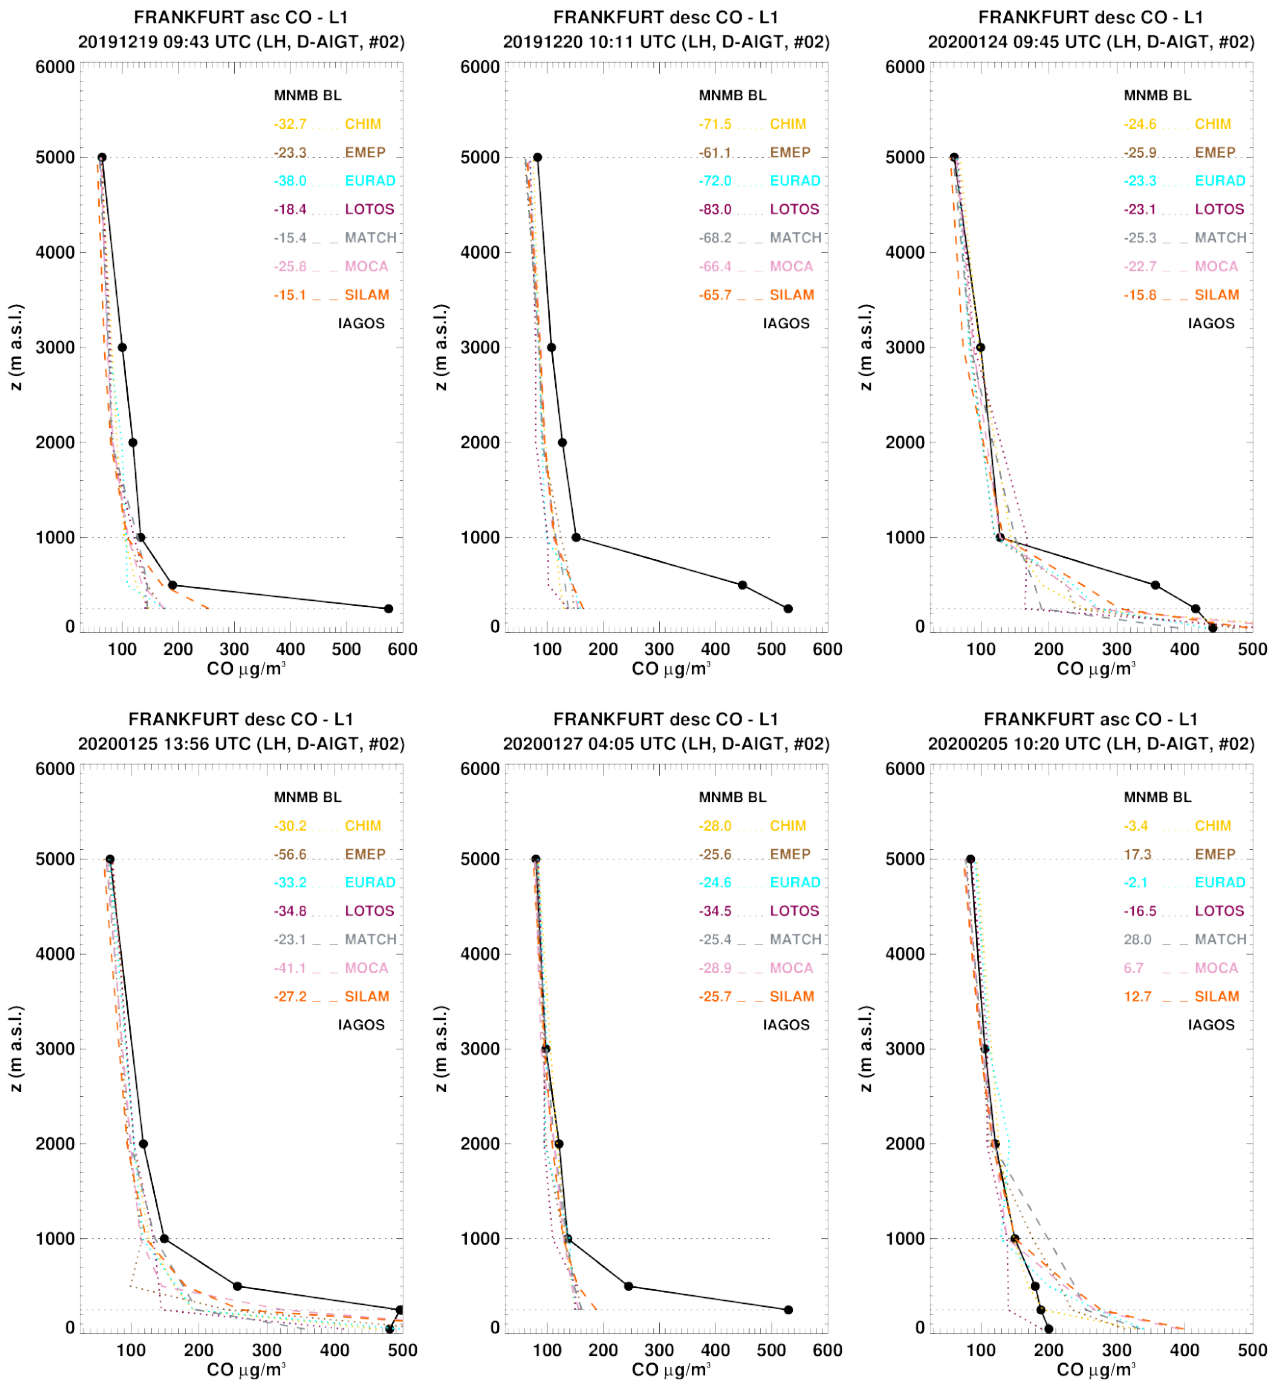 FRANKFURT asc CO - L1
20191219 09:43 UTC (LH, D-AIGT, #02)
6000
MNMB BL
-32.7 CHIM
-23.3 EMEP
-38.0 EURAD
-18.4 LOTOS
-15.4 MATCH
-25.8 MOCA
-15.1 SILAM
IAGOS
5000
4000
3000
2000
1000
0
z (m a.s.l.)
100 200 300 400 500 600
CO μg/m³
FRANKFURT desc CO - L1
20191220 10:11 UTC (LH, D-AIGT, #02)
6000
MNMB BL
-71.5 CHIM
-61.1 EMEP
-72.0 EURAD
-83.0 LOTOS
-68.2 MATCH
-66.4 MOCA
-65.7 SILAM
IAGOS
5000
4000
3000
2000
1000
0
z (m a.s.l.)
100 200 300 400 500 600
CO μg/m³
FRANKFURT desc CO - L1
20200124 09:45 UTC (LH, D-AIGT, #02)
6000
MNMB BL
-24.6 CHIM
-25.9 EMEP
-23.3 EURAD
-23.1 LOTOS
-25.3 MATCH
-22.7 MOCA
-15.8 SILAM
IAGOS
5000
4000
3000
2000
1000
0
z (m a.s.l.)
100 200 300 400 500
CO μg/m³
FRANKFURT desc CO - L1
20200125 13:56 UTC (LH, D-AIGT, #02)
6000
MNMB BL
-30.2 CHIM
-56.6 EMEP
-33.2 EURAD
-34.8 LOTOS
-23.1 MATCH
-41.1 MOCA
-27.2 SILAM
IAGOS
5000
4000
3000
2000
1000
0
z (m a.s.l.)
100 200 300 400 500
CO μg/m³
FRANKFURT desc CO - L1
20200127 04:05 UTC (LH, D-AIGT, #02)
6000
MNMB BL
-28.0 CHIM
-25.6 EMEP
-24.6 EURAD
-34.5 LOTOS
-25.4 MATCH
-28.9 MOCA
-25.7 SILAM
IAGOS
5000
4000
3000
2000
1000
0
z (m a.s.l.)
100 200 300 400 500 600
CO μg/m³
FRANKFURT asc CO - L1
20200205 10:20 UTC (LH, D-AIGT, #02)
6000
MNMB BL
-3.4 CHIM
17.3 EMEP
-2.1 EURAD
-16.5 LOTOS
28.0 MATCH
6.7 MOCA
12.7 SILAM
IAGOS
5000
4000
3000
2000
1000
0
z (m a.s.l.)
100 200 300 400 500
CO μg/m³